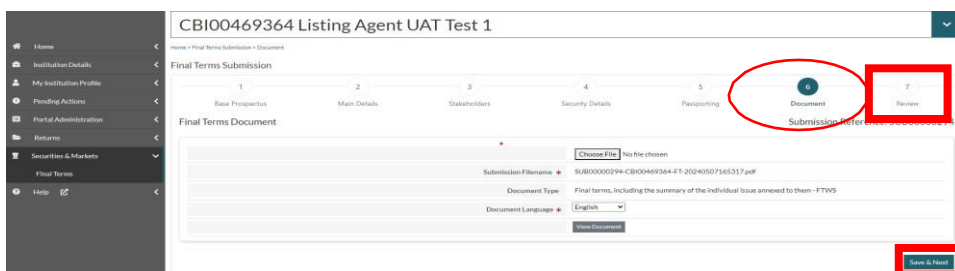 CBI00469364 Listing Agent UAT Test 1
Home
Institution Details
My Institution Profile
Pending Actions
Portal Administration
Returns
Securities & Markets
Final Terms
Help
Home > Final Terms Submission > Document
Final Terms Submission
1 2 3 4 5 6 7
Base Prospectus Main Details Stakeholders Security Details Passporting Document Review
Final Terms Document Submission Reference: SUB00000294
* Choose File No file chosen
Submission Filename * SUB00000294-CBI00469364-FT-20240507165317.pdf
Document Type Final terms, including the summary of the individual issue annexed to them - FTWS
Document Language * English
View Document
Save & Next